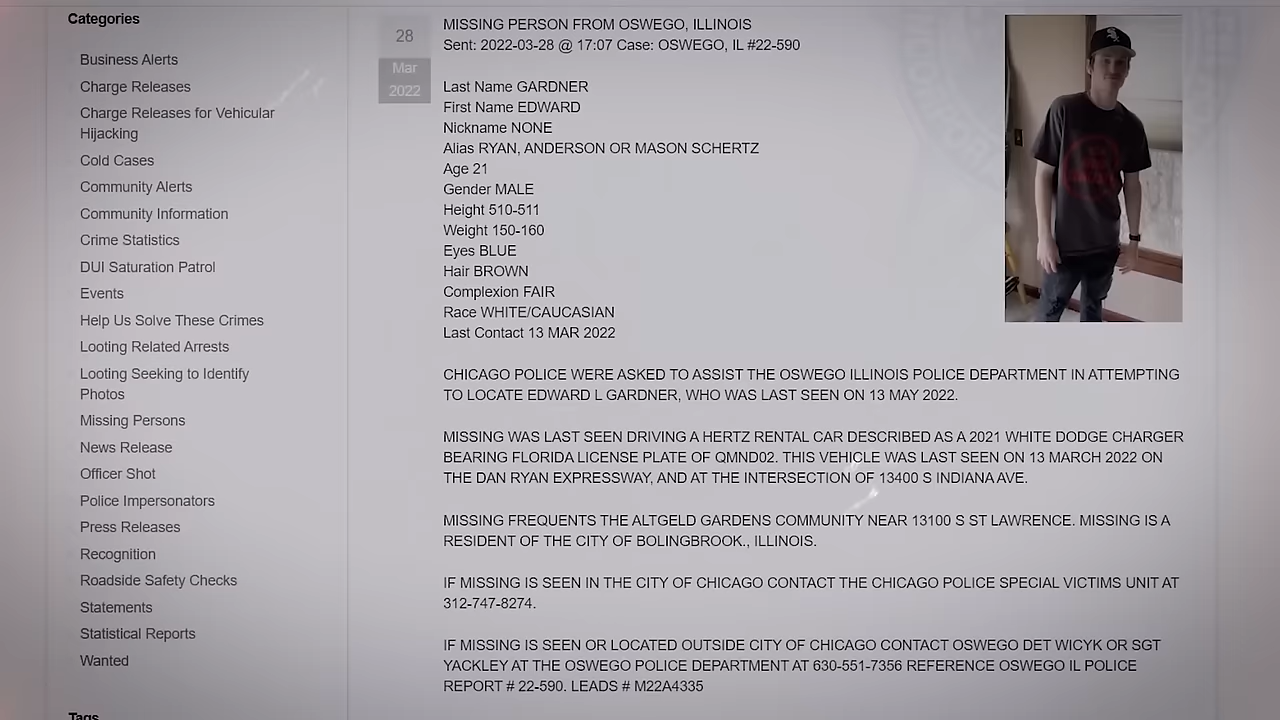 Categories
Business Alerts
Charge Releases
Charge Releases for Vehicular
Hijacking
Cold Cases
Community Alerts
Community Information
Crime Statistics
DUI Saturation Patrol
Events
Help Us Solve These Crimes
Looting Related Arrests
Looting Seeking to Identify
Photos
Missing Persons
News Release
Officer Shot
Police Impersonators
Press Releases
Recognition
Roadside Safety Checks
Statements
Statistical Reports
Wanted
Tags
28
Mar
2022
MISSING PERSON FROM OSWEGO, ILLINOIS
Sent: 2022-03-28 @ 17:07 Case: OSWEGO, IL #22-590
Last Name GARDNER
First Name EDWARD
Nickname NONE
Alias RYAN, ANDERSON OR MASON SCHERTZ
Age 21
Gender MALE
Height 510-511
Weight 150-160
Eyes BLUE
Hair BROWN
Complexion FAIR
Race WHITE/CAUCASIAN
Last Contact 13 MAR 2022
CHICAGO POLICE WERE ASKED TO ASSIST THE OSWEGO ILLINOIS POLICE DEPARTMENT IN ATTEMPTING
TO LOCATE EDWARD L GARDNER, WHO WAS LAST SEEN ON 13 MAY 2022.
MISSING WAS LAST SEEN DRIVING A HERTZ RENTAL CAR DESCRIBED AS A 2021 WHITE DODGE CHARGER
BEARING FLORIDA LICENSE PLATE OF QMND02. THIS VEHICLE WAS LAST SEEN ON 13 MARCH 2022 ON
THE DAN RYAN EXPRESSWAY, AND AT THE INTERSECTION OF 13400 S INDIANA AVE.
MISSING FREQUENTS THE ALTGELD GARDENS COMMUNITY NEAR 13100 S ST LAWRENCE. MISSING IS A
RESIDENT OF THE CITY OF BOLINGBROOK., ILLINOIS.
IF MISSING IS SEEN IN THE CITY OF CHICAGO CONTACT THE CHICAGO POLICE SPECIAL VICTIMS UNIT AT
312-747-8274.
IF MISSING IS SEEN OR LOCATED OUTSIDE CITY OF CHICAGO CONTACT OSWEGO DET WICYK OR SGT
YACKLEY AT THE OSWEGO POLICE DEPARTMENT AT 630-551-7356 REFERENCE OSWEGO IL POLICE
REPORT # 22-590. LEADS # M22A4335